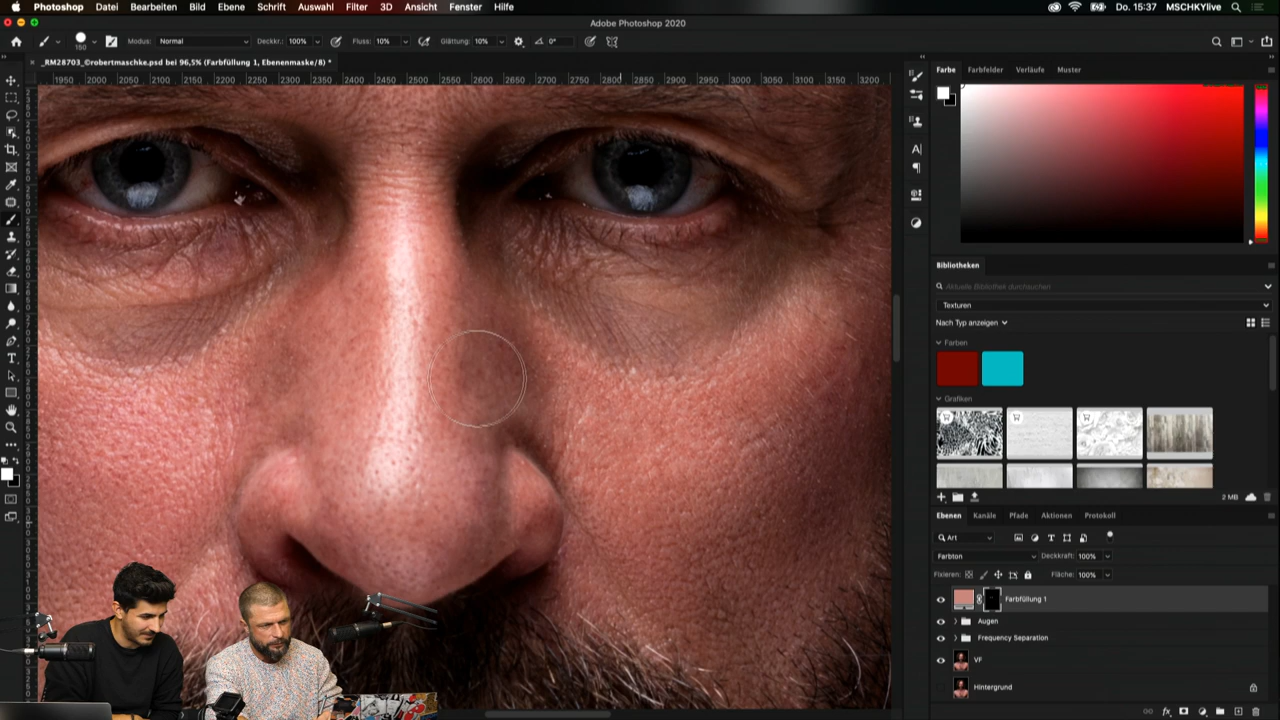 Photoshop Datei Bearbeiten Bild Ebene Schrift Auswahl Filter 3D Ansicht Fenster Hilfe Do. 15:37 MSCHKYlive
Adobe Photoshop 2020
150 Modus: Normal Deckkr.: 100% Fluss: 10% Glättung: 10% 0°
_RM28703_©robertmaschke.psd bei 96,5% (Farbfüllung 1, Ebenenmaske/8) *
1950 2000 2050 2100 2150 2200 2250 2300 2350 2400 2450 2500 2550 2600 2650 2700 2750 2800 2850 2900 2950 3000 3050 3100 3150 3200
Farbe Farbfelder Verläufe Muster
Bibliotheken
Aktuelle Bibliothek durchsuchen
Texturen
Nach Typ anzeigen
Farben
Grafiken
2 MB
Ebenen Kanäle Pfade Aktionen Protokoll
Art
Farbton Deckkraft: 100%
Fixieren: Fläche: 100%
Farbfüllung 1
Augen
Frequency Separation
VF
Hintergrund